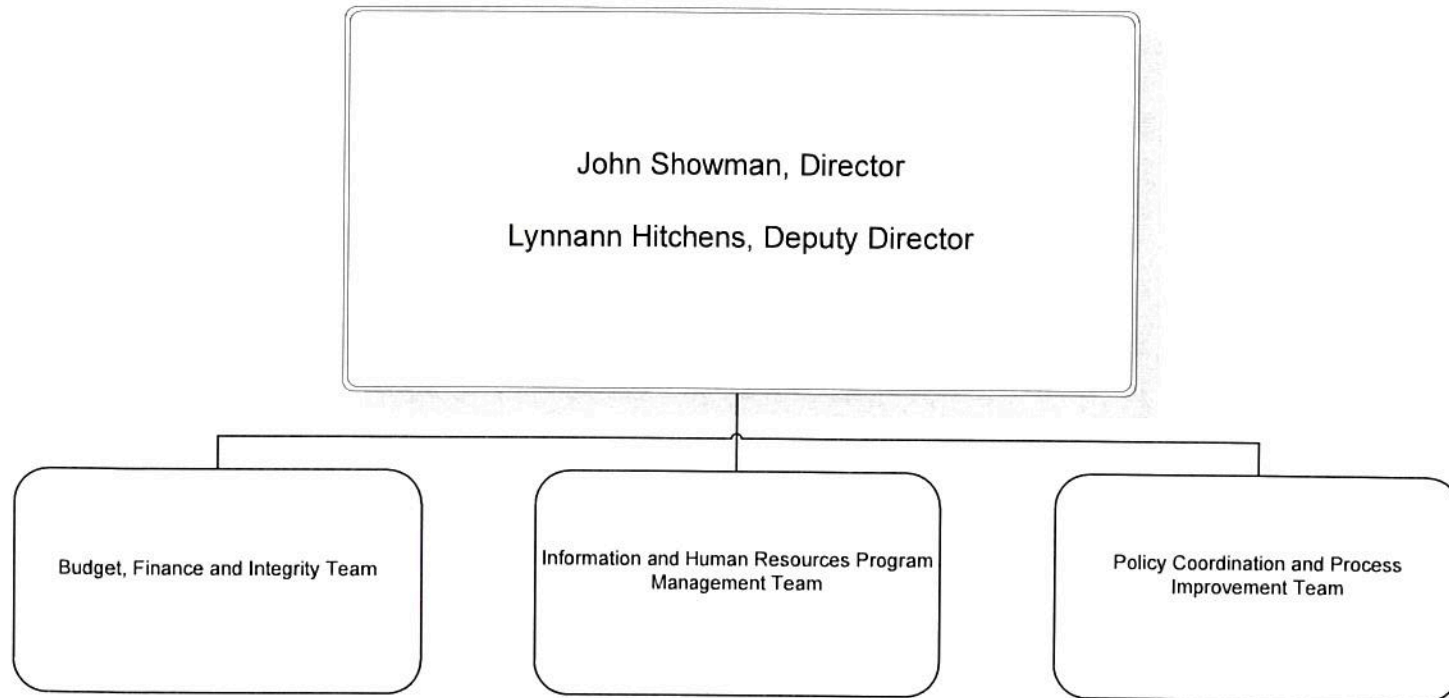 John Showman, Director
Lynnann Hitchens, Deputy Director
Budget, Finance and Integrity Team
Information and Human Resources Program
Management Team
Policy Coordination and Process
Improvement Team